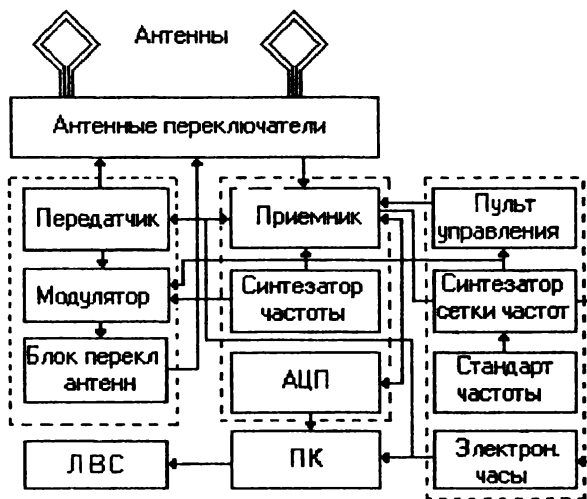 Антенны
Антенные переключатели
Передатчик
Приемник
Пульт
управления
Модулятор
Синтезатор
частоты
Синтезатор
сетки частот
Блок перекл
антенн
АЦП
Стандарт
частоты
ЛВС
ПК
Электрон.
часы